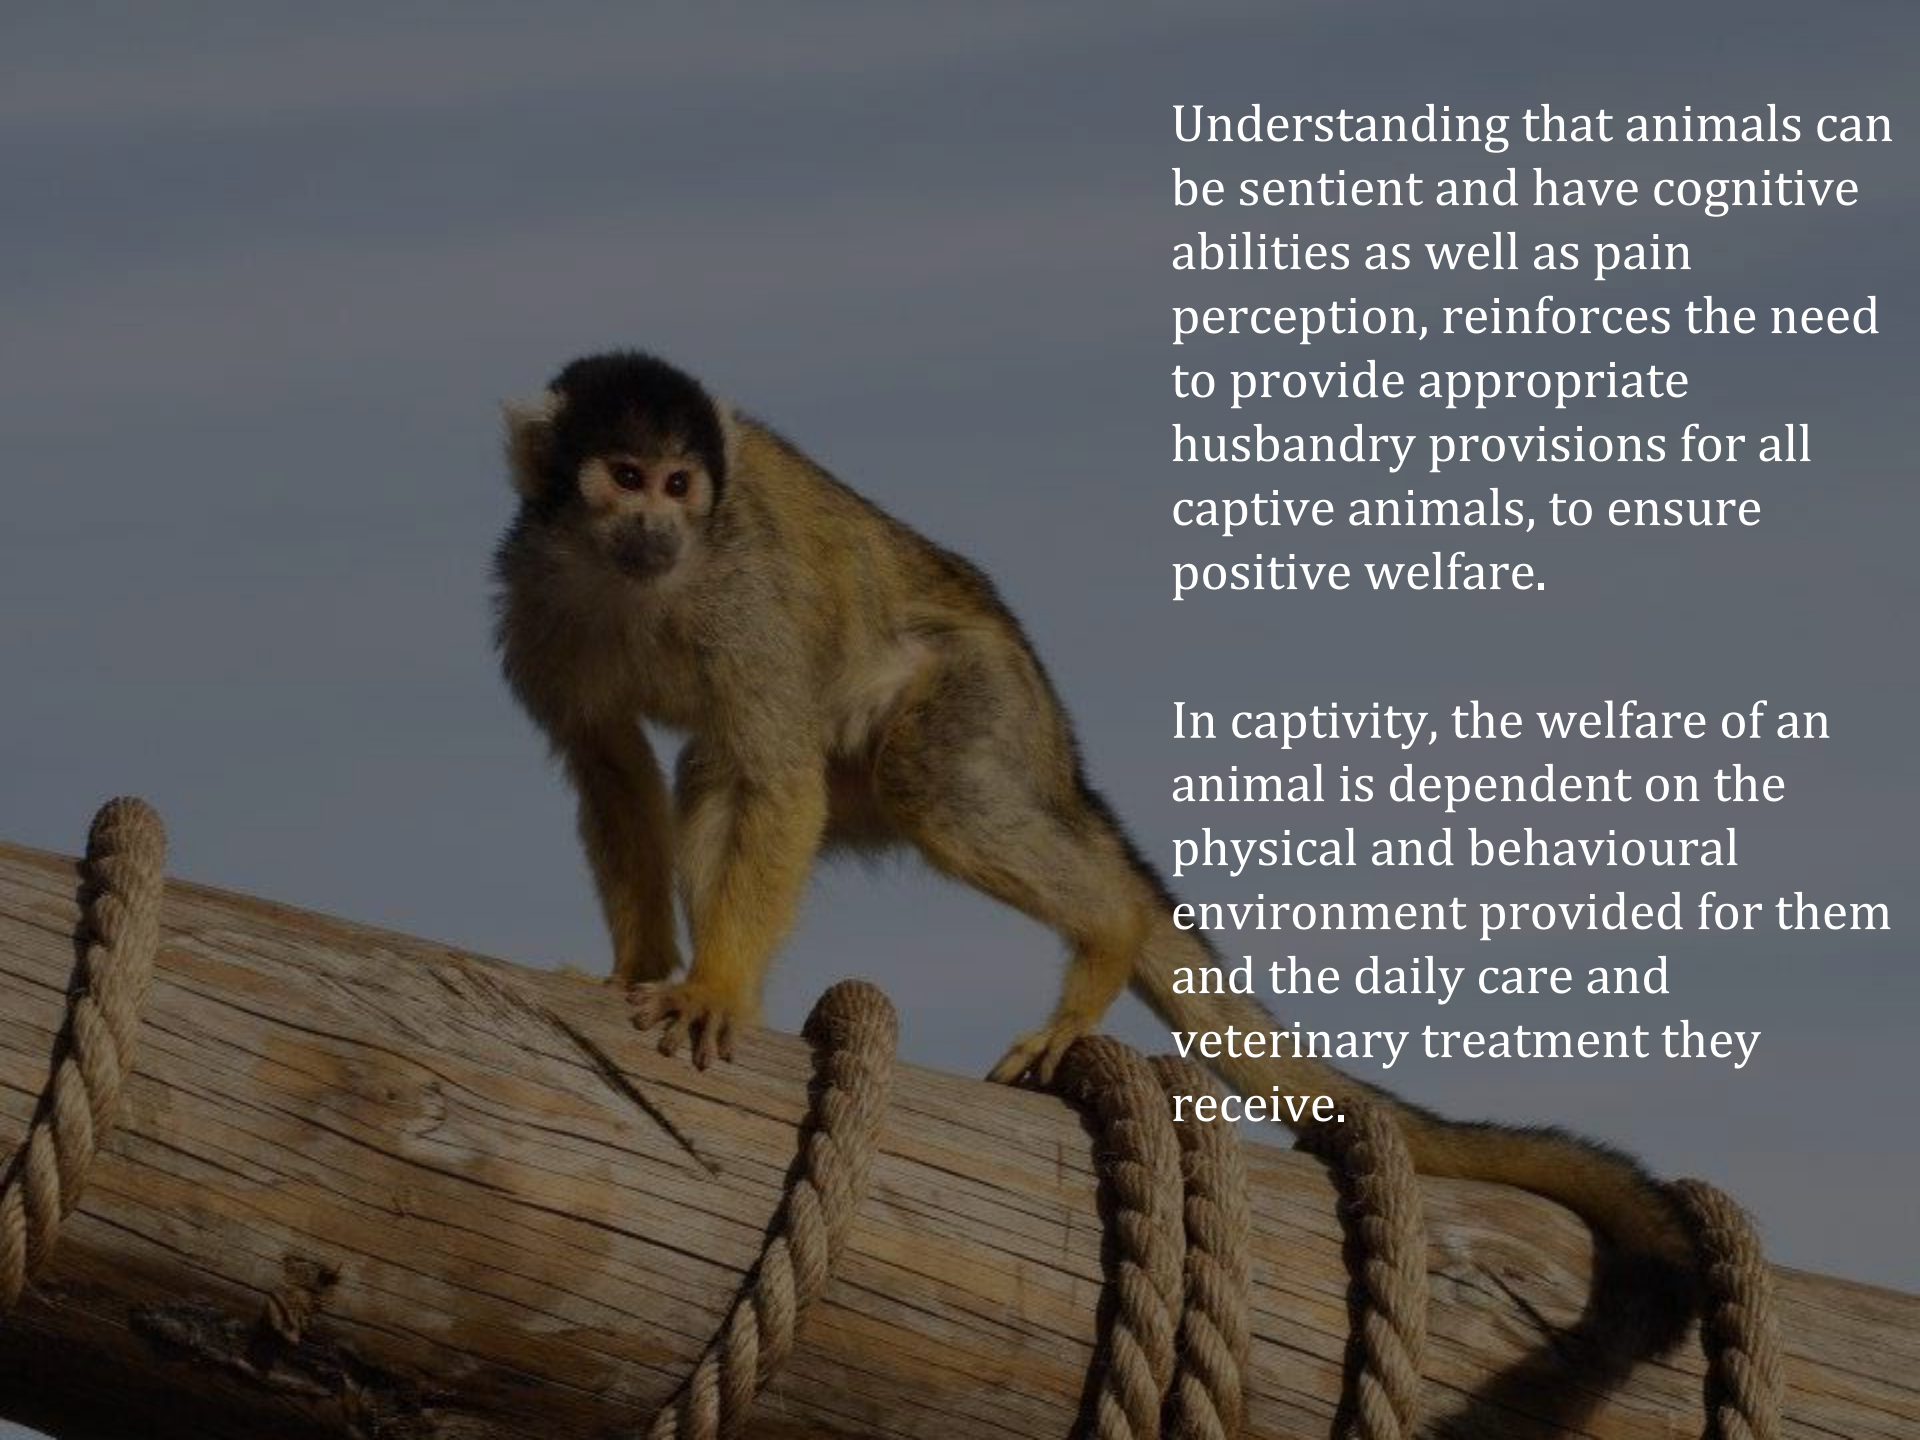 Understanding that animals can
be sentient and have cognitive
abilities as well as pain
perception, reinforces the need
to provide appropriate
husbandry provisions for all
captive animals, to ensure
positive welfare.
In captivity, the welfare of an
animal is dependent on the
physical and behavioural
environment provided for them
and the daily care and
veterinary treatment they
receive.